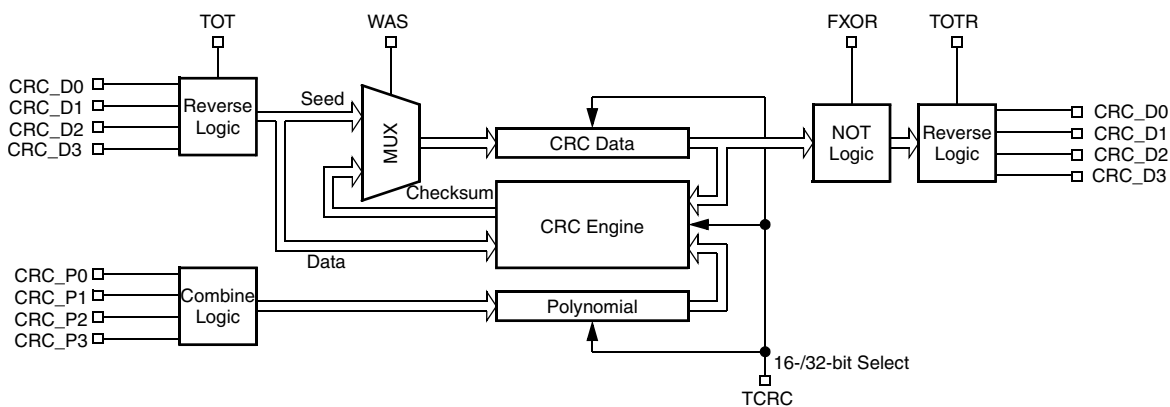 TOT
WAS
FXOR
TOTR
CRC_D0
CRC_D1
CRC_D2
CRC_D3
Reverse
Logic
Seed
MUX
CRC Data
NOT
Logic
Reverse
Logic
CRC_D0
CRC_D1
CRC_D2
CRC_D3
Checksum
CRC Engine
Data
CRC_P0
CRC_P1
CRC_P2
CRC_P3
Combine
Logic
Polynomial
16-/32-bit Select
TCRC